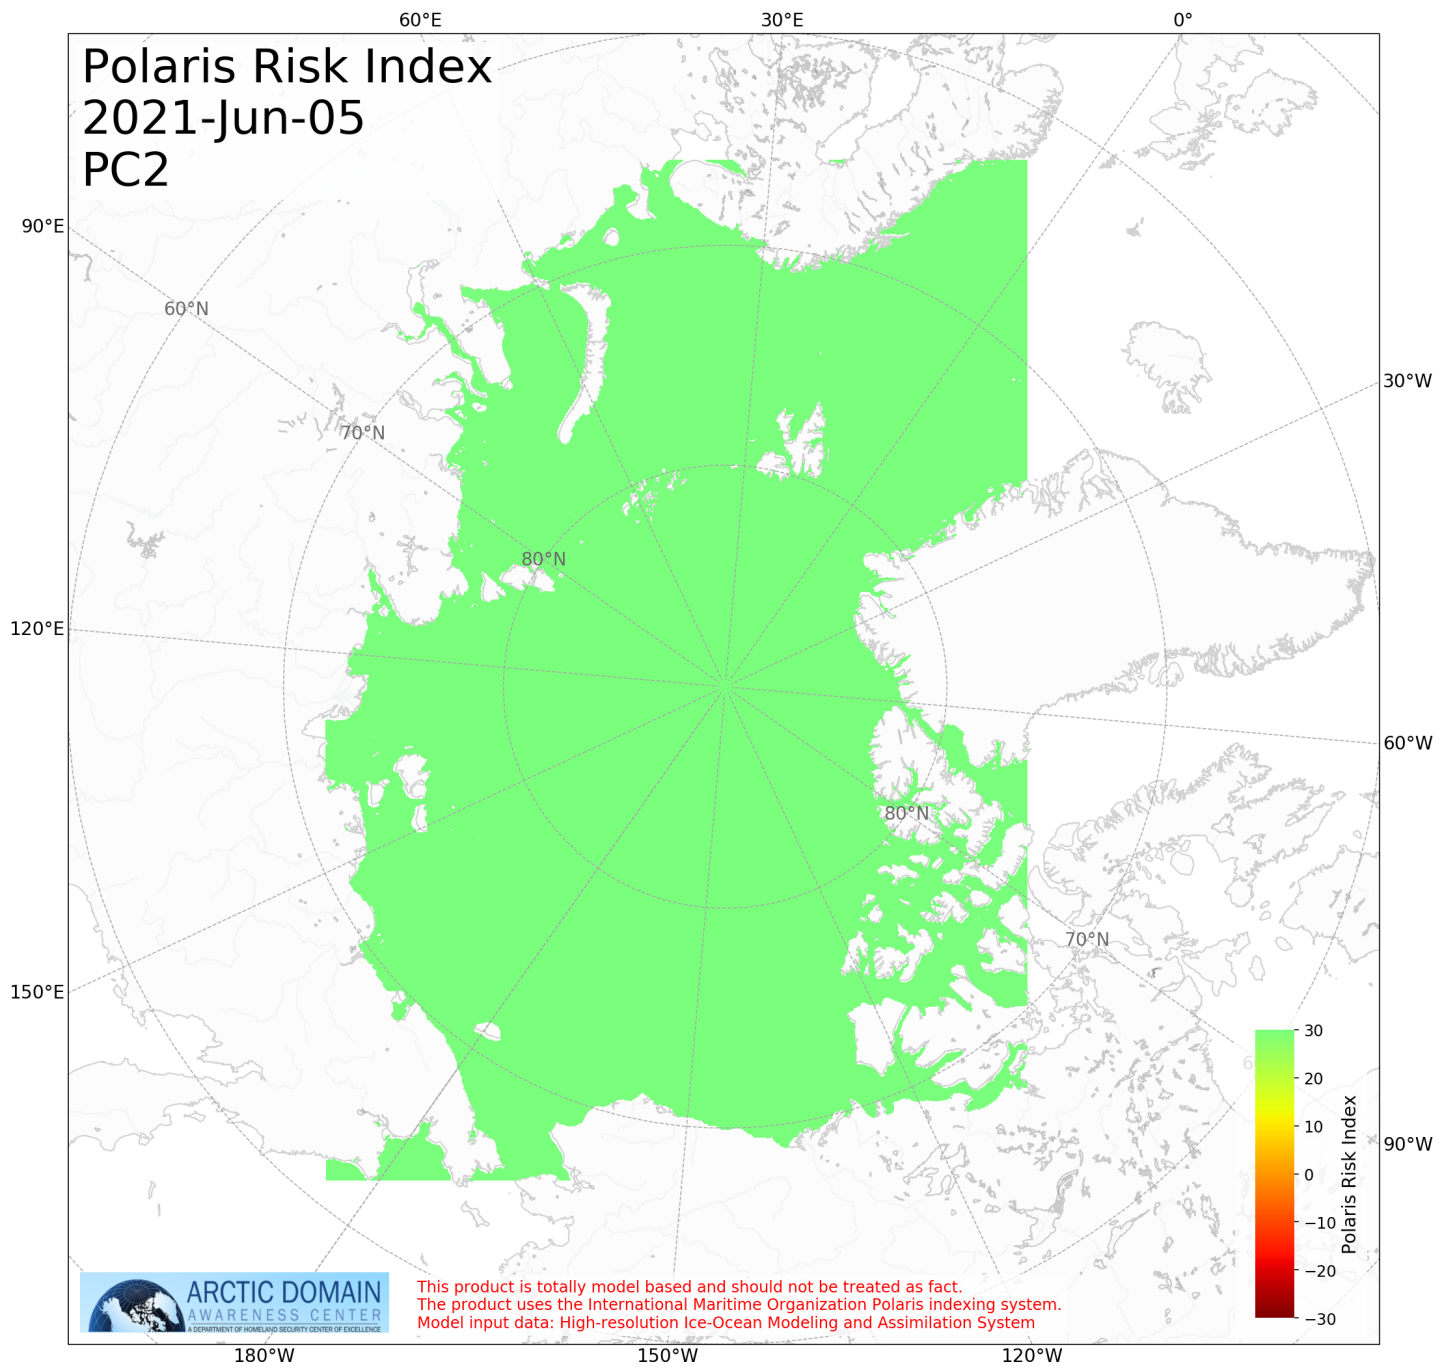 60°E
30°E
0°
Polaris Risk Index
2021-Jun-05
PC2
90°E
60°N
30°W
70°N
80°N
120°E
60°W
80°N
70°N
150°E
30
20
10
0
−10
−20
−30
Polaris Risk Index
90°W
ARCTIC DOMAIN
AWARENESS CENTER
A DEPARTMENT OF HOMELAND SECURITY CENTER OF EXCELLENCE
This product is totally model based and should not be treated as fact.
The product uses the International Maritime Organization Polaris indexing system.
Model input data: High-resolution Ice-Ocean Modeling and Assimilation System
180°W
150°W
120°W